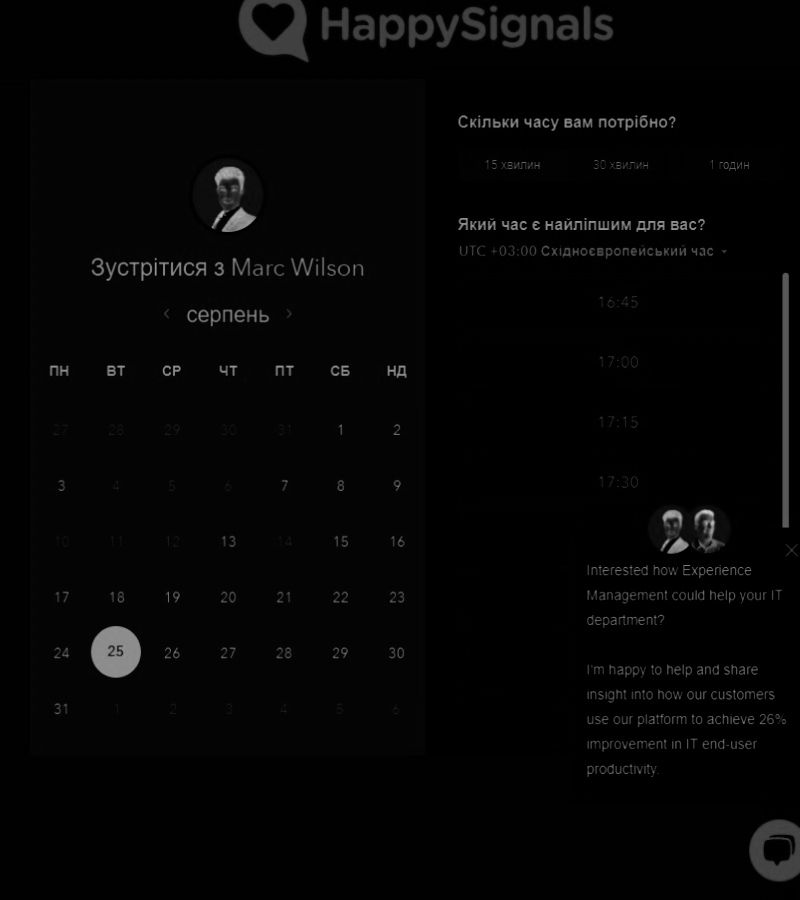 HappySignals
Зустрітися з Marc Wilson
серпень
ПН ВТ СР ЧТ ПТ СБ НД
27 28 29 30 31 1 2
3 4 5 6 7 8 9
10 11 12 13 14 15 16
17 18 19 20 21 22 23
24 25 26 27 28 29 30
31 1 2 3 4 5 6
Скільки часу вам потрібно?
15 хвилин 30 хвилин 1 годин
Який час є найліпшим для вас?
UTC +03:00 Східноєвропейський час
16:45
17:00
17:15
17:30
Interested how Experience
Management could help your IT
department?
I'm happy to help and share
insight into how our customers
use our platform to achieve 26%
improvement in IT end-user
productivity.